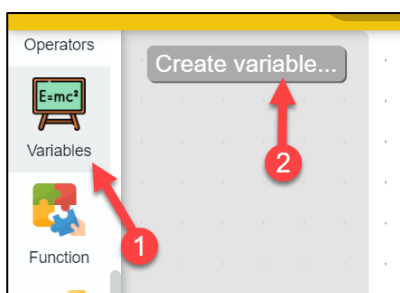 Operators
Create variable...
E=mc²
Variables
2
1
Function